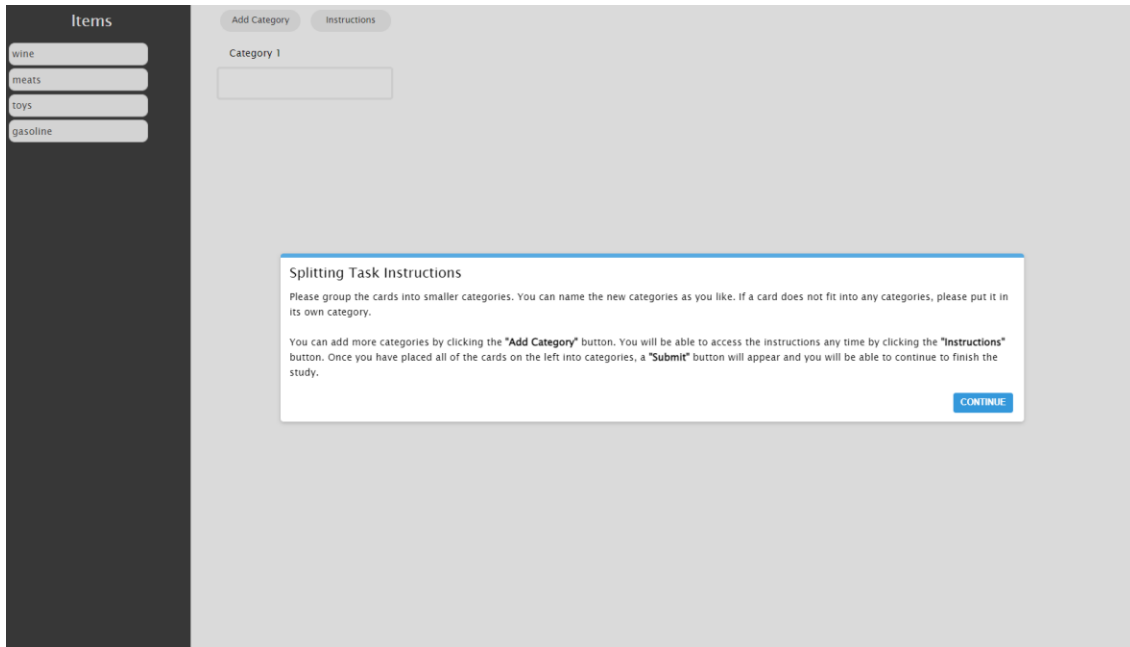 Items
wine
meats
toys
gasoline
Add Category
Instructions
Category 1
Splitting Task Instructions
Please group the cards into smaller categories. You can name the new categories as you like. If a card does not fit into any categories, please put it in
its own category.
You can add more categories by clicking the "Add Category" button. You will be able to access the instructions any time by clicking the "Instructions"
button. Once you have placed all of the cards on the left into categories, a "Submit" button will appear and you will be able to continue to finish the
study.
CONTINUE